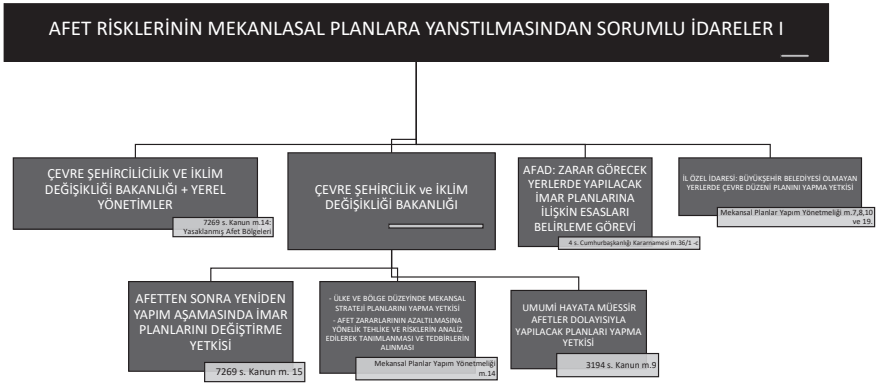 AFET RİSKLERİNİN MEKANLASAL PLANLARA YANSTILMASINDAN SORUMLU İDARELER I
ÇEVRE ŞEHİRCİLİCİLİK VE İKLİM
DEĞİŞİKLİĞİ BAKANLIĞI + YEREL
YÖNETİMLER
7269 s. Kanun m.14:
Yasaklanmış Afet Bölgeleri
ÇEVRE ŞEHİRCİLİK ve İKLİM
DEĞİŞİKLİĞİ BAKANLIĞI
AFAD: ZARAR GÖRECEK
YERLERDE YAPILACAK
İMAR PLANLARINA
İLİŞKİN ESASLARI
BELİRLEME GÖREVİ
4 s. Cumhurbaşkanlığı Kararnamesi m.36/1 -c
İL ÖZEL İDARESİ: BÜYÜKŞEHİR BELEDİYESİ OLMAYAN
YERLERDE ÇEVRE DÜZENİ PLANINI YAPMA YETKİSİ
Mekansal Planlar Yapım Yönetmeliği m.7,8,10
ve 19.
AFETTEN SONRA YENİDEN
YAPIM AŞAMASINDA İMAR
PLANLARINI DEĞİŞTİRME
YETKİSİ
7269 s. Kanun m. 15
- ÜLKE VE BÖLGE DÜZEYİNDE MEKANSAL
STRATEJİ PLANLARINI YAPMA YETKİSİ
- AFET ZARARLARININ AZALTILMASINA
YÖNELİK TEHLİKE VE RİSKLERİN ANALİZ
EDİLEREK TANIMLANMASI VE TEDBİRLERİN
ALINMASI
Mekansal Planlar Yapım Yönetmeliği
m.14
UMUMİ HAYATA MÜESSİR
AFETLER DOLAYISIYLA
YAPILACAK PLANLARI YAPMA
YETKİSİ
3194 s. Kanun m.9